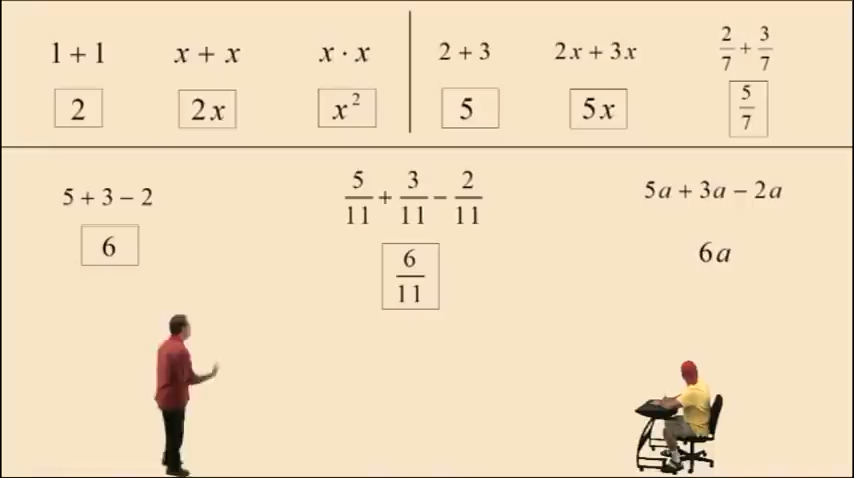 1 + 1
2
x + x
2x
x · x
x²
2 + 3
5
2x + 3x
5x
2/7 + 3/7
5/7
5 + 3 − 2
6
5/11 + 3/11 − 2/11
6/11
5a + 3a − 2a
6a